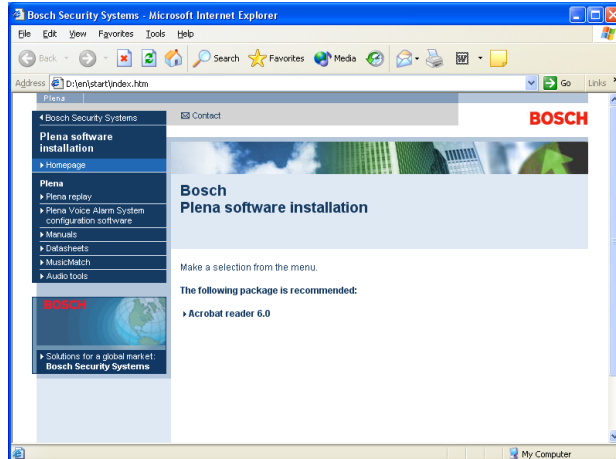 Bosch Security Systems - Microsoft Internet Explorer
File Edit View Favorites Tools Help
Back Search Favorites Media
Address D:\en\start\index.htm Go Links
Plena
Bosch Security Systems
Contact
BOSCH
Plena software
installation
Homepage
Plena
Plena replay
Plena Voice Alarm System
configuration software
Manuals
Datasheets
MusicMatch
Audio tools
BOSCH
Solutions for a global market:
Bosch Security Systems
Bosch
Plena software installation
Make a selection from the menu.
The following package is recommended:
Acrobat reader 6.0
My Computer